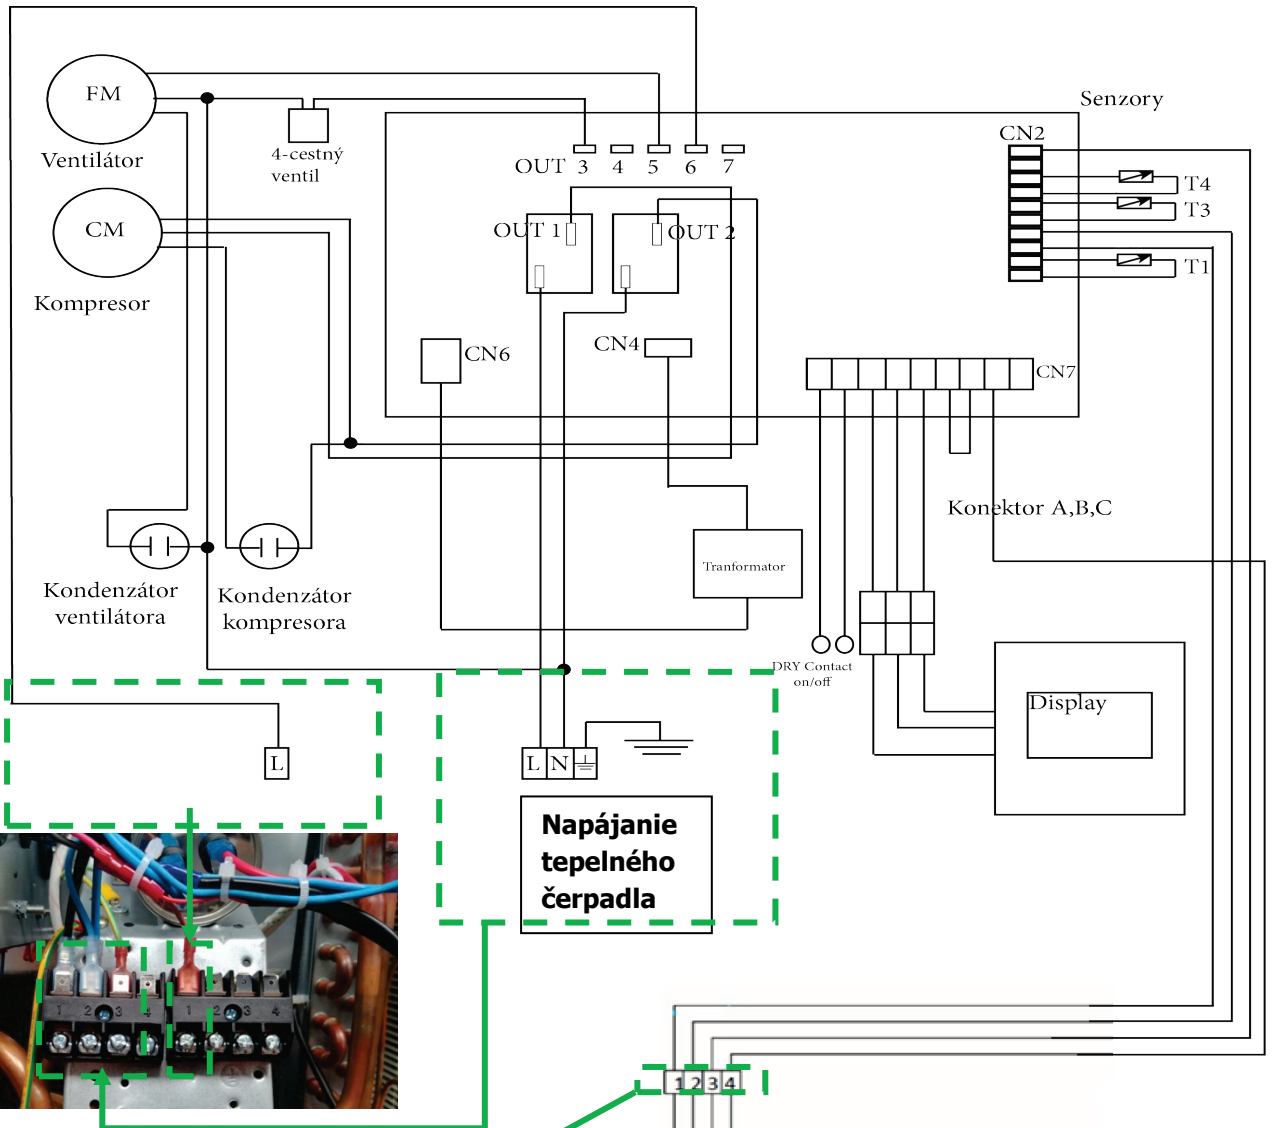 FM
Ventilátor
4-cestný
ventil
CM
Kompresor
OUT 3 4 5 6 7
OUT 1
OUT 2
CN6
CN4
CN7
Senzory
CN2
T4
T3
T1
Konektor A,B,C
Tranformator
Kondenzátor
ventilátora
Kondenzátor
kompresora
DRY Contact
on/off
Display
L
L N
Napájanie
tepelného
čerpadla
1 2 3 4
1 2 3 4
1 2 3 4